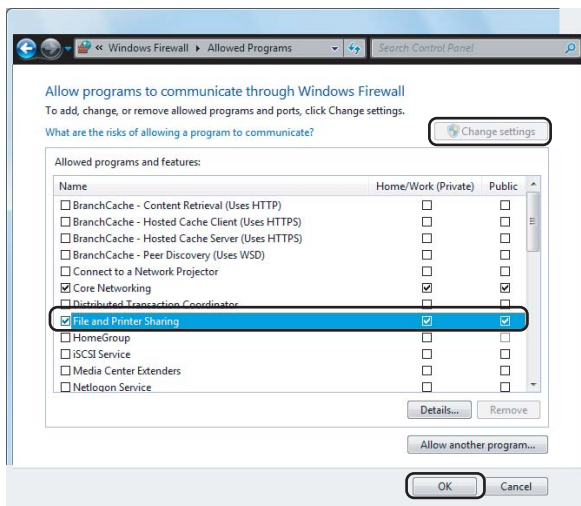 « Windows Firewall ▸ Allowed Programs
Search Control Panel
Allow programs to communicate through Windows Firewall
To add, change, or remove allowed programs and ports, click Change settings.
What are the risks of allowing a program to communicate?
Change settings
Allowed programs and features:
Name Home/Work (Private) Public
BranchCache - Content Retrieval (Uses HTTP)
BranchCache - Hosted Cache Client (Uses HTTPS)
BranchCache - Hosted Cache Server (Uses HTTPS)
BranchCache - Peer Discovery (Uses WSD)
Connect to a Network Projector
Core Networking
Distributed Transaction Coordinator
File and Printer Sharing
HomeGroup
iSCSI Service
Media Center Extenders
Netlogon Service
Details... Remove
Allow another program...
OK Cancel